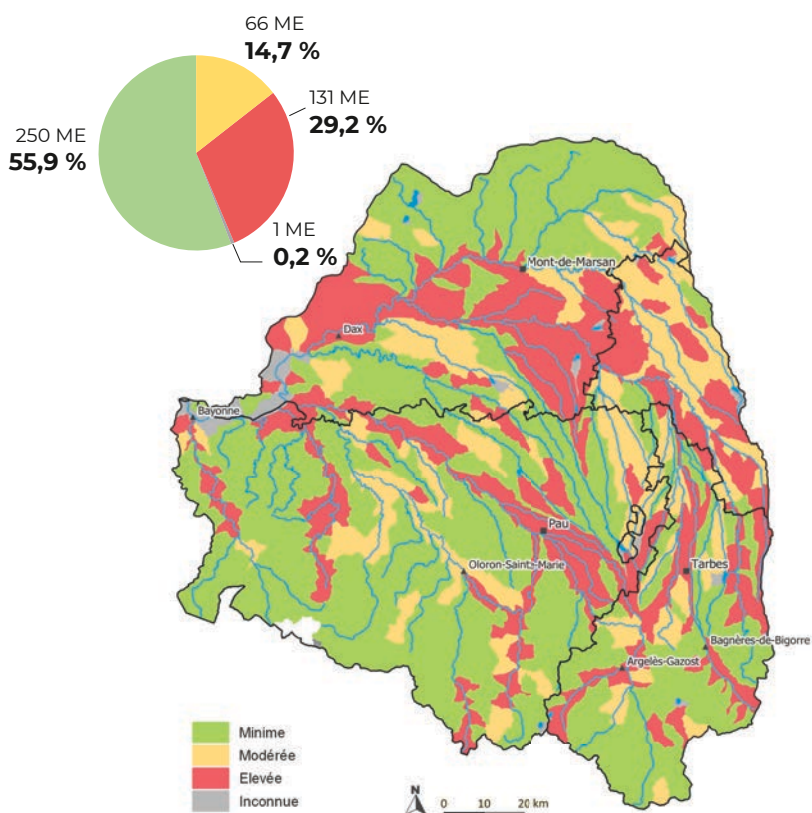 66 ME
14,7 %
131 ME
29,2 %
250 ME
55,9 %
1 ME
0,2 %
Mont-de-Marsan
Dax
Bayonne
Pau
Oloron-Sainte-Marie
Tarbes
Bagnères-de-Bigorre
Argelès-Gazost
Minime
Modérée
Elevée
Inconnue
N
0 10 20 km